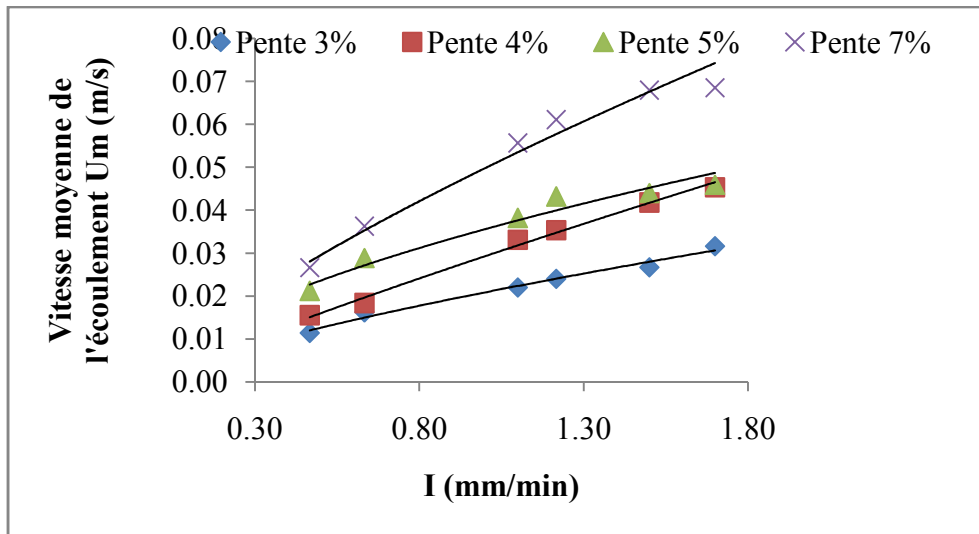 0.08
Pente 3% Pente 4% Pente 5% Pente 7%
0.07
0.06
0.05
0.04
0.03
0.02
0.01
0.00
Vitesse moyenne de
l'écoulement Um (m/s)
0.30 0.80 1.30 1.80
I (mm/min)